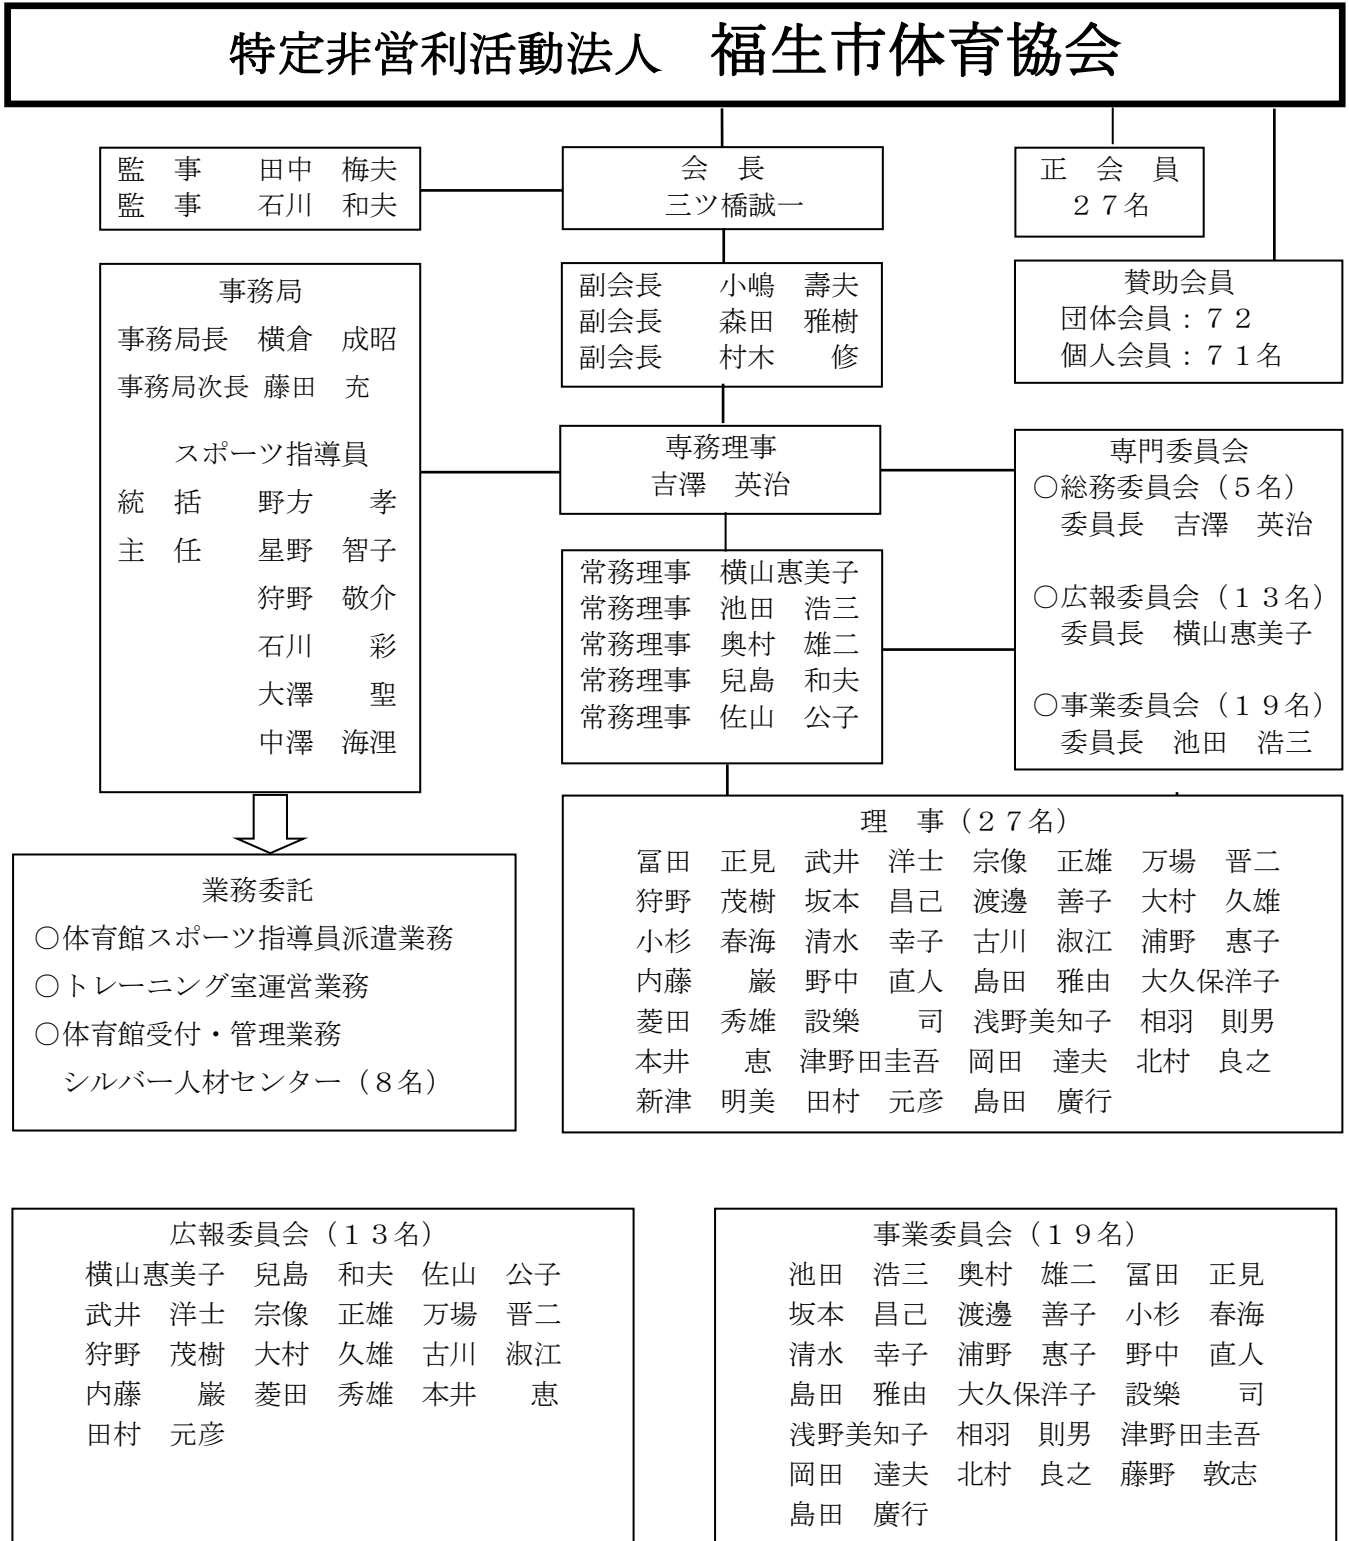 特定非営利活動法人　福生市体育協会
監　事　　田中　梅夫
監　事　　石川　和夫
会　長
三ツ橋誠一
正　会　員
２７名
事務局
事務局長　横倉　成昭
事務局次長 藤田　充
スポーツ指導員
統　括　　野方　　孝
主　任　　星野　智子
狩野　敬介
石川　　彩
大澤　　聖
中澤　海浬
副会長　　小嶋　壽夫
副会長　　森田　雅樹
副会長　　村木　　修
賛助会員
団体会員：７２
個人会員：７１名
専務理事
吉澤　英治
専門委員会
○総務委員会（５名）
委員長　吉澤　英治
○広報委員会（１３名）
委員長　横山惠美子
○事業委員会（１９名）
委員長　池田　浩三
常務理事　横山惠美子
常務理事　池田　浩三
常務理事　奥村　雄二
常務理事　兒島　和夫
常務理事　佐山　公子
理　事（２７名）
冨田　正見　武井　洋士　宗像　正雄　万場　晋二
狩野　茂樹　坂本　昌己　渡邊　善子　大村　久雄
小杉　春海　清水　幸子　古川　淑江　浦野　惠子
内藤　　巌　野中　直人　島田　雅由　大久保洋子
菱田　秀雄　設樂　　司　浅野美知子　相羽　則男
本井　　恵　津野田圭吾　岡田　達夫　北村　良之
新津　明美　田村　元彦　島田　廣行
業務委託
○体育館スポーツ指導員派遣業務
○トレーニング室運営業務
○体育館受付・管理業務
シルバー人材センター（８名）
広報委員会（１３名）
横山惠美子　兒島　和夫　佐山　公子
武井　洋士　宗像　正雄　万場　晋二
狩野　茂樹　大村　久雄　古川　淑江
内藤　　巌　菱田　秀雄　本井　　恵
田村　元彦
事業委員会（１９名）
池田　浩三　奥村　雄二　冨田　正見
坂本　昌己　渡邊　善子　小杉　春海
清水　幸子　浦野　惠子　野中　直人
島田　雅由　大久保洋子　設樂　　司
浅野美知子　相羽　則男　津野田圭吾
岡田　達夫　北村　良之　藤野　敦志
島田　廣行